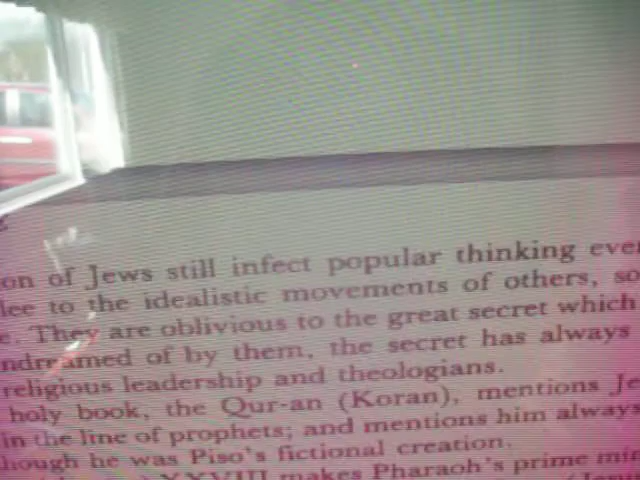 on of Jews still infect popular thinking eve
lee to the idealistic movements of others, so
e. They are oblivious to the great secret which
ndreamed of by them, the secret has always
religious leadership and theologians.
holy book, the Qur-an (Koran), mentions Je
in the line of prophets; and mentions him always
hough he was Piso's fictional creation.
XXVIII makes Pharaoh's prime min